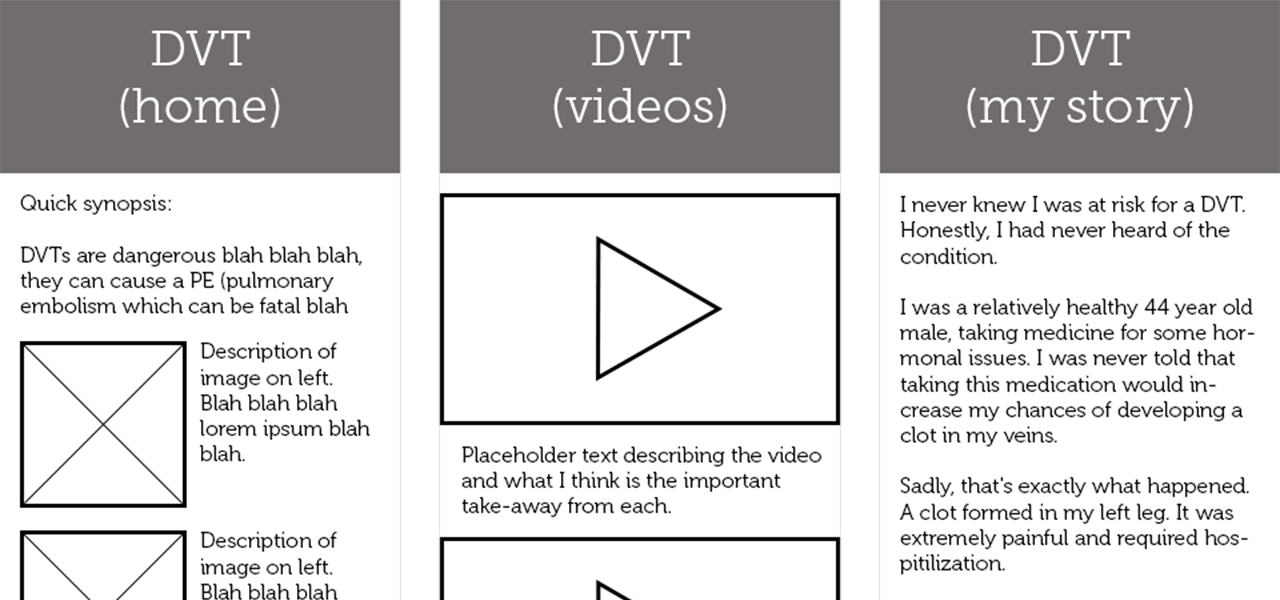 DVT
(home)
Quick synopsis:
DVTs are dangerous blah blah blah,
they can cause a PE (pulmonary
embolism which can be fatal blah
Description of
image on left.
Blah blah blah
lorem ipsum blah
blah.
Description of
image on left.
Blah blah blah
DVT
(videos)
Placeholder text describing the video
and what I think is the important
take-away from each.
DVT
(my story)
I never knew I was at risk for a DVT.
Honestly, I had never heard of the
condition.
I was a relatively healthy 44 year old
male, taking medicine for some hor-
monal issues. I was never told that
taking this medication would in-
crease my chances of developing a
clot in my veins.
Sadly, that's exactly what happened.
A clot formed in my left leg. It was
extremely painful and required hos-
pitilization.